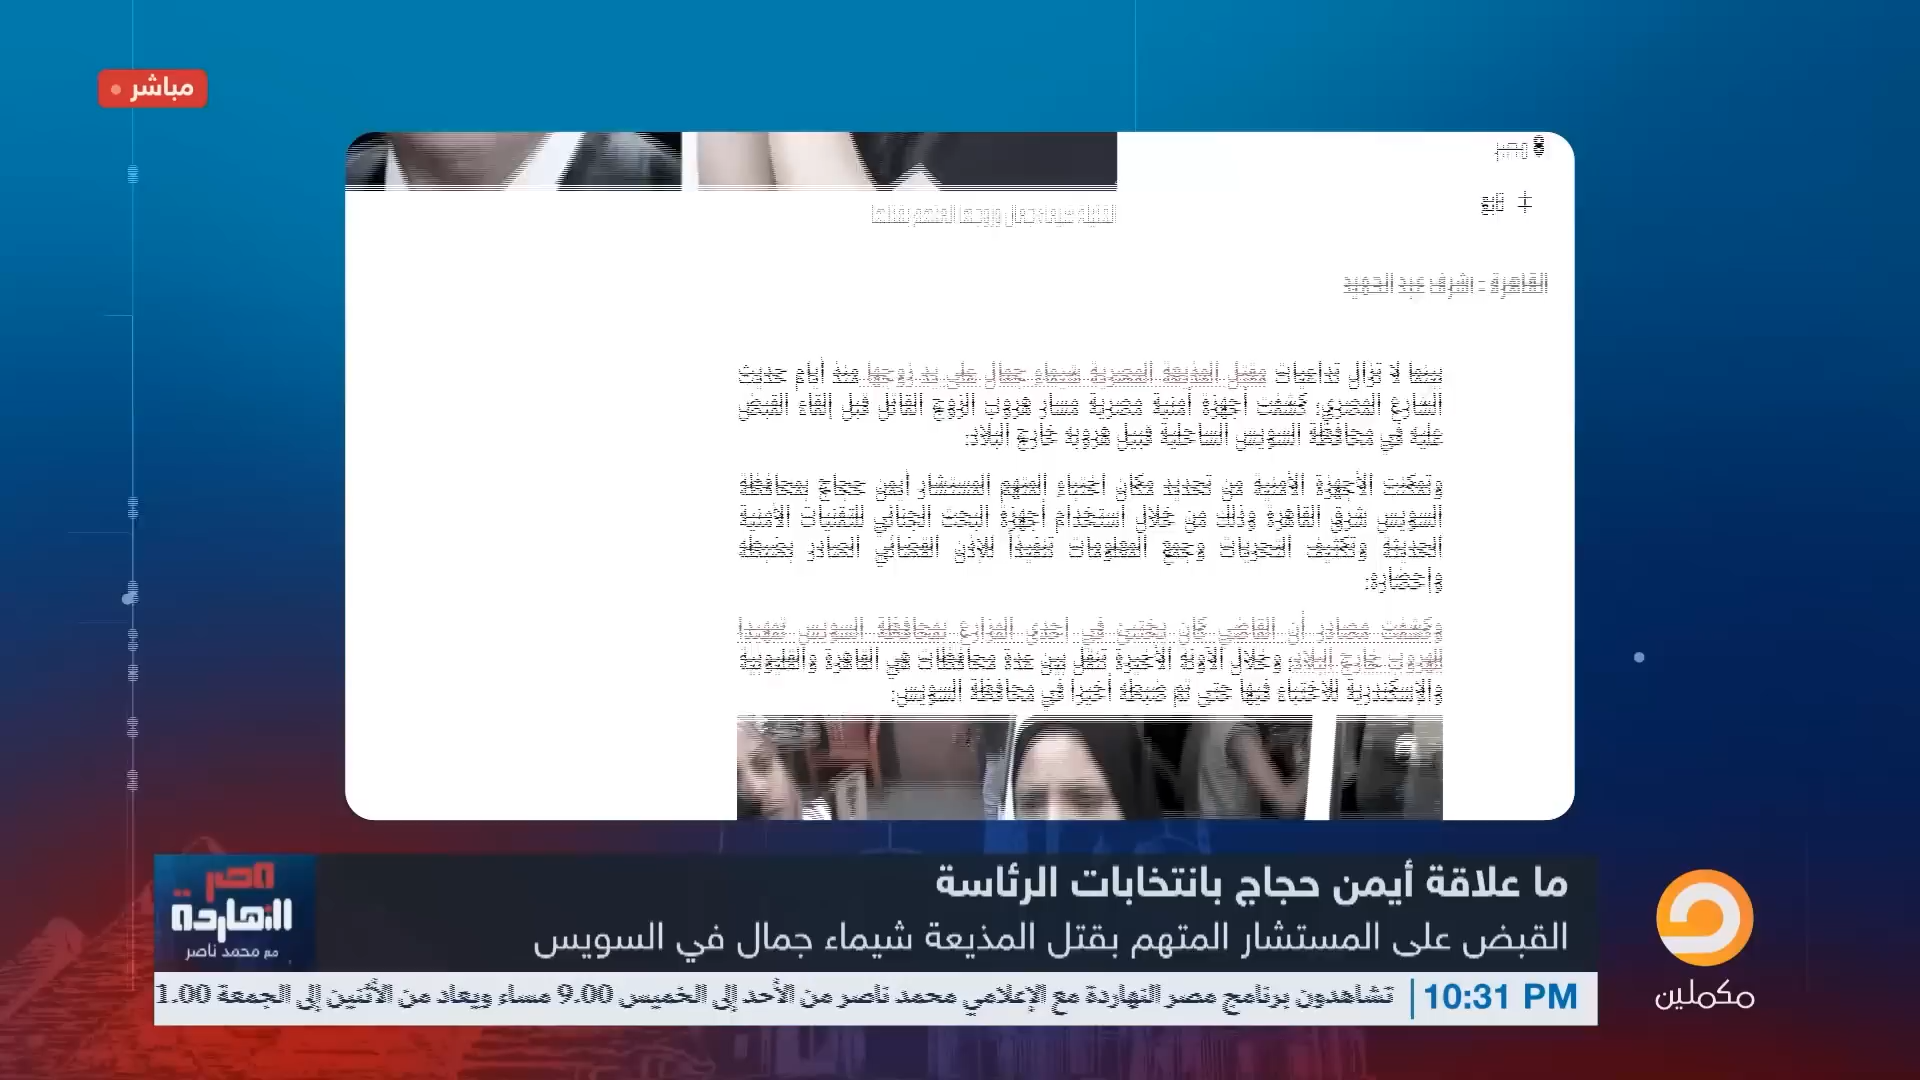 مباشر
مصر
+ تابع
القتيلة شيماء جمال وزوجها المتهم بقتلها
القاهرة - أشرف عبد الحميد
بينما لا تزال تداعيات مقتل المذيعة المصرية شيماء جمال على يد زوجها منذ أيام حديث
الشارع المصري، كشفت أجهزة أمنية مصرية مسار هروب الزوج القاتل قبل إلقاء القبض
عليه في محافظة السويس الساحلية قبيل هروبه خارج البلاد.
وتمكنت الأجهزة الأمنية من تحديد مكان اختباء المتهم المستشار أيمن حجاج بمحافظة
السويس شرق القاهرة وذلك من خلال استخدام أجهزة البحث الجنائي للتقنيات الأمنية
الحديثة وتكثيف التحريات وجمع المعلومات تنفيذاً للإذن القضائي الصادر بضبطه
وإحضاره.
وكشفت مصادر أن القاضي كان يختبئ في إحدى المزارع بمحافظة السويس تمهيدا
للهروب خارج البلاد، وخلال الآونة الأخيرة تنقل بين عدة محافظات في القاهرة والقليوبية
والإسكندرية للاختباء فيها حتى تم ضبطه أخيرا في محافظة السويس.
ما علاقة أيمن حجاج بانتخابات الرئاسة
القبض على المستشار المتهم بقتل المذيعة شيماء جمال في السويس
مصر
النهاردة
مع محمد ناصر
10:31 PM
تشاهدون برنامج مصر النهاردة مع الإعلامي محمد ناصر من الأحد إلى الخميس 9.00 مساء ويعاد من الأثنين إلى الجمعة 1.00
مكملين